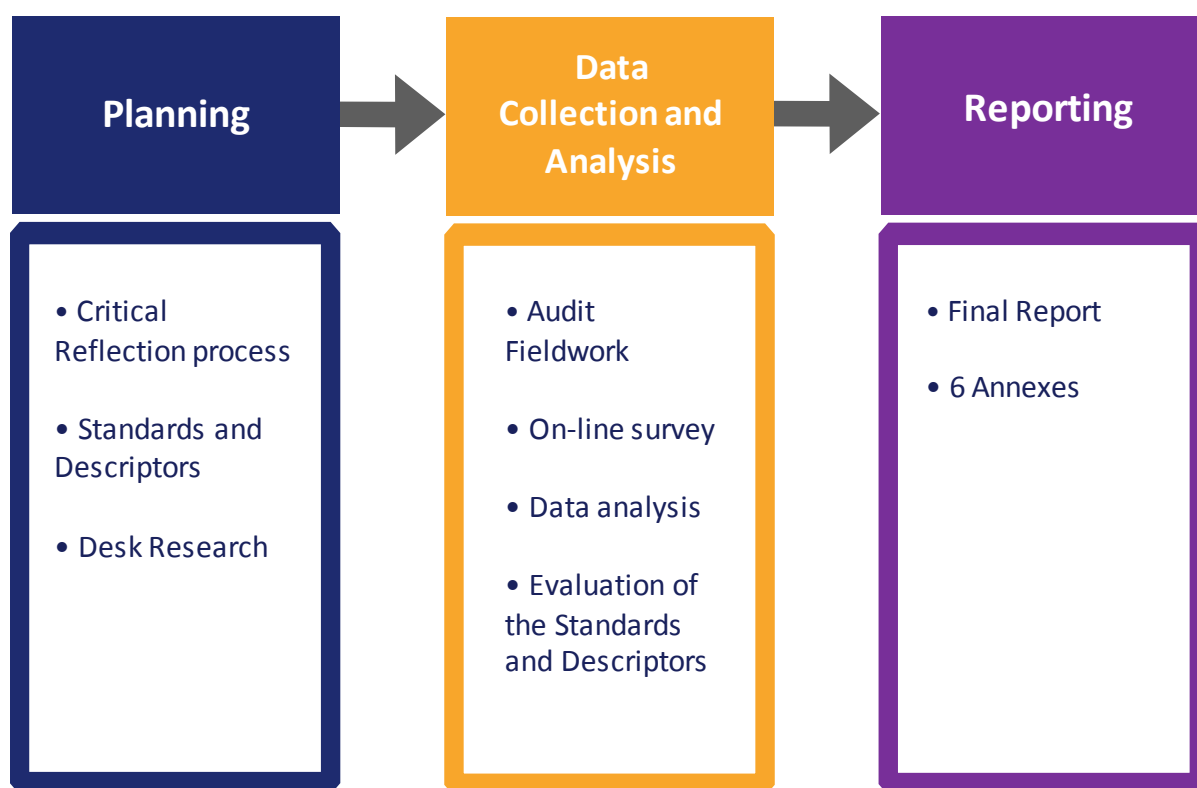 Planning
Data
Collection and
Analysis
Reporting
• Critical
Reflection process
• Standards and
Descriptors
• Desk Research
• Audit
Fieldwork
• On-line survey
• Data analysis
• Evaluation of
the Standards
and Descriptors
• Final Report
• 6 Annexes